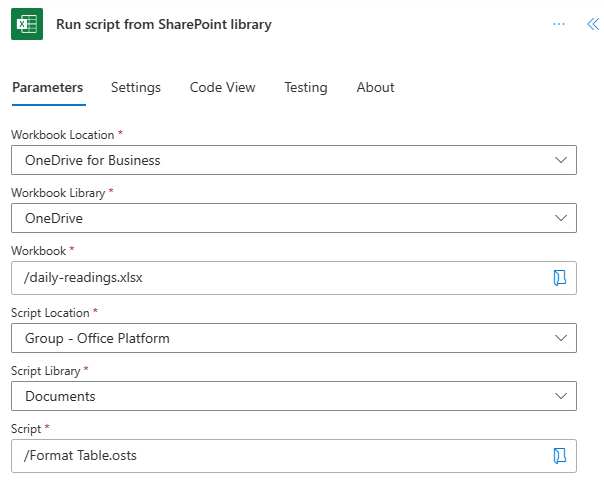 Run script from SharePoint library
Parameters Settings Code View Testing About
Workbook Location *
OneDrive for Business
Workbook Library *
OneDrive
Workbook *
/daily-readings.xlsx
Script Location *
Group - Office Platform
Script Library *
Documents
Script *
/Format Table.osts